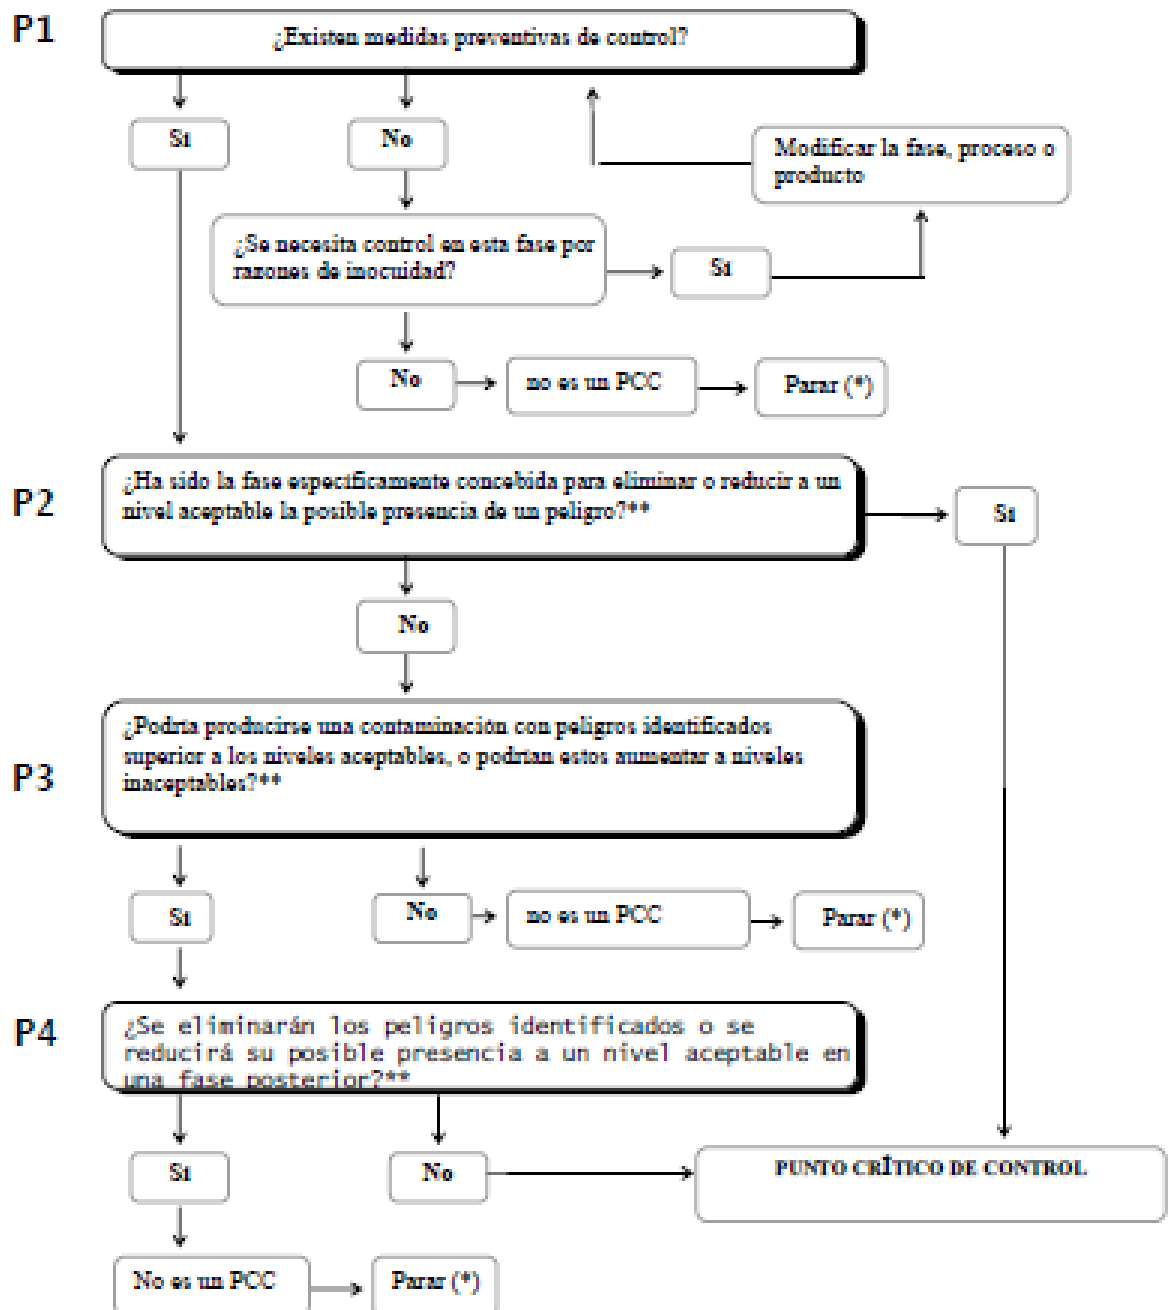 P1
¿Existen medidas preventivas de control?
Sí
No
Modificar la fase, proceso o
producto
¿Se necesita control en esta fase por
razones de inocuidad?
Sí
No
no es un PCC
Parar (*)
P2
¿Ha sido la fase específicamente concebida para eliminar o reducir a un
nivel aceptable la posible presencia de un peligro?**
Sí
No
P3
¿Podría producirse una contaminación con peligros identificados
superior a los niveles aceptables, o podrían estos aumentar a niveles
inaceptables?**
Sí
No
no es un PCC
Parar (*)
P4
¿Se eliminarán los peligros identificados o se
reducirá su posible presencia a un nivel aceptable en
una fase posterior?**
Sí
No
PUNTO CRÍTICO DE CONTROL
No es un PCC
Parar (*)